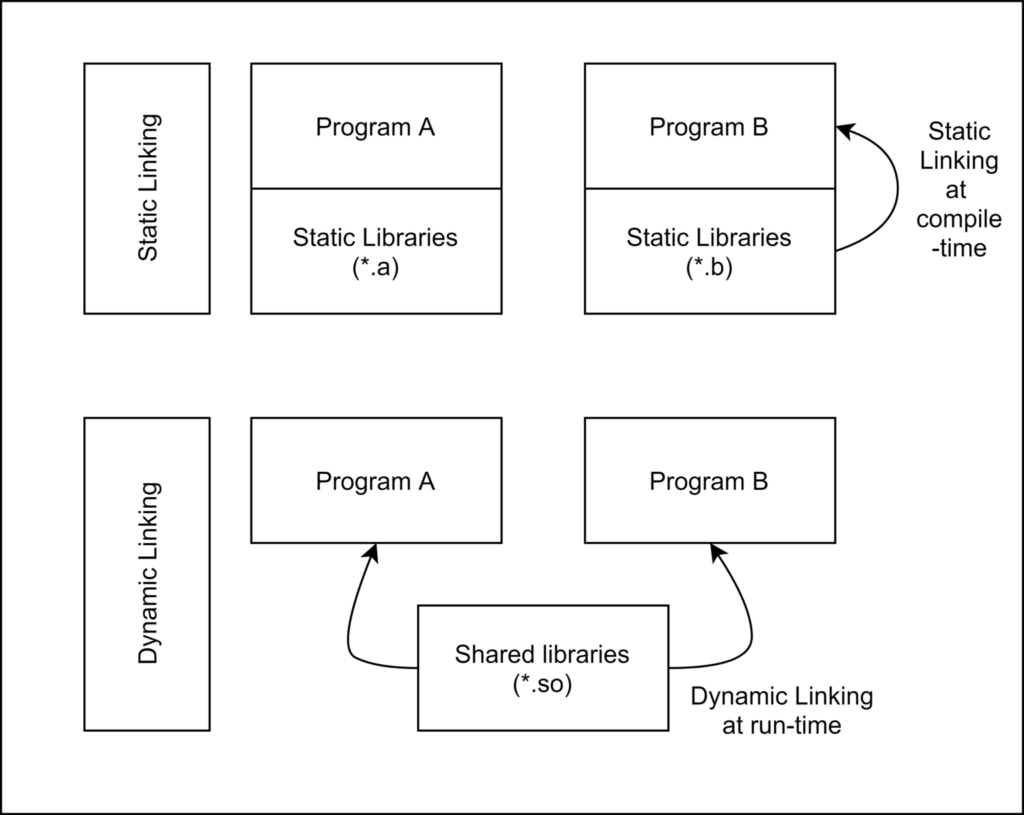 Static Linking
Program A
Static Libraries
(*.a)
Program B
Static Libraries
(*.b)
Static
Linking
at
compile
-time
Dynamic Linking
Program A
Program B
Shared libraries
(*.so)
Dynamic Linking
at run-time